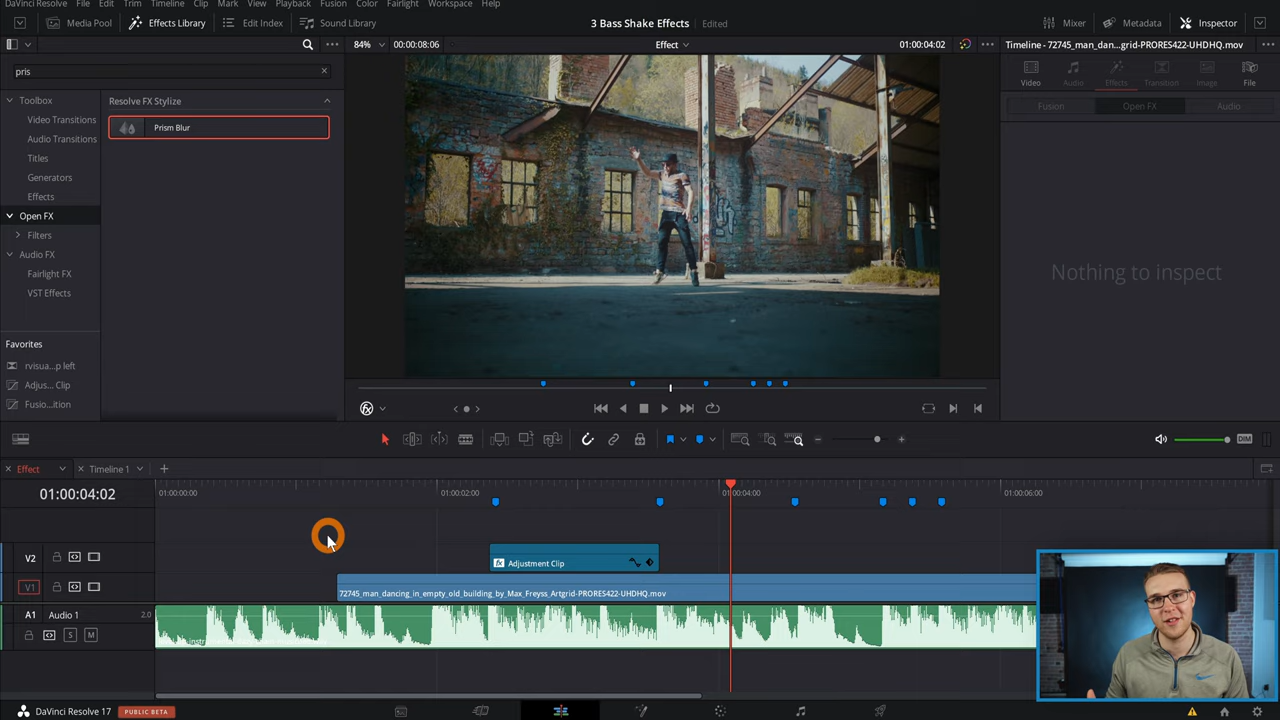 DaVinci Resolve File Edit Trim Timeline Clip Mark View Playback Fusion Color Fairlight Workspace Help
Media Pool Effects Library Edit Index Sound Library 3 Bass Shake Effects Edited Mixer Metadata Inspector
84% 00:00:08:06 Effect 01:00:04:02 Timeline - 72745_man_dan...grid-PRORES422-UHDHQ.mov
pris
Video Audio Effects Transition Image File
Toolbox Resolve FX Stylize
Fusion Open FX Audio
Video Transitions Prism Blur
Audio Transitions
Titles
Generators
Effects
Open FX
Filters
Audio FX
Fairlight FX
Nothing to inspect
VST Effects
Favorites
rvisua...p left
Adjus... Clip
Fusio...ition
DIM
Effect Timeline 1
01:00:04:02 01:00:00:00 01:00:02:00 01:00:04:00 01:00:06:00
V2 fx Adjustment Clip
V1 72745_man_dancing_in_empty_old_building_by_Max_Freyss_Artgrid-PRORES422-UHDHQ.mov
A1 Audio 1 2.0
S M
DaVinci Resolve 17 PUBLIC BETA